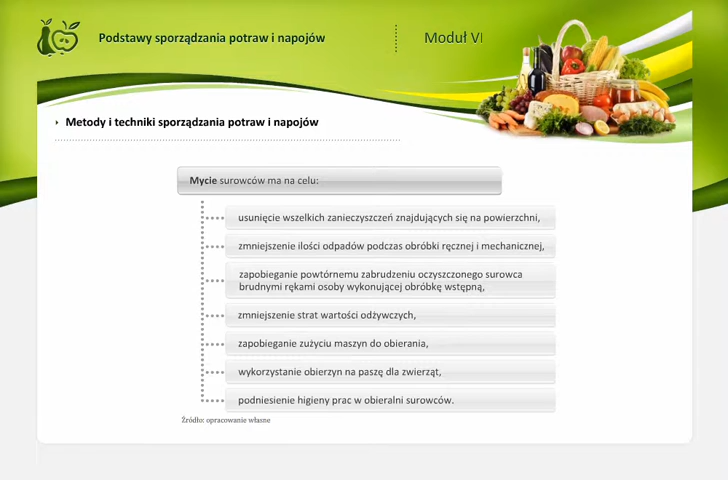 Podstawy sporządzania potraw i napojów
Moduł VI
Metody i techniki sporządzania potraw i napojów
Mycie surowców ma na celu:
usunięcie wszelkich zanieczyszczeń znajdujących się na powierzchni,
zmniejszenie ilości odpadów podczas obróbki ręcznej i mechanicznej,
zapobieganie powtórnemu zabrudzeniu oczyszczonego surowca
brudnymi rękami osoby wykonującej obróbkę wstępną,
zmniejszenie strat wartości odżywczych,
zapobieganie zużyciu maszyn do obierania,
wykorzystanie obierzyn na paszę dla zwierząt,
podniesienie higieny prac w obieralni surowców.
Źródło: opracowanie własne